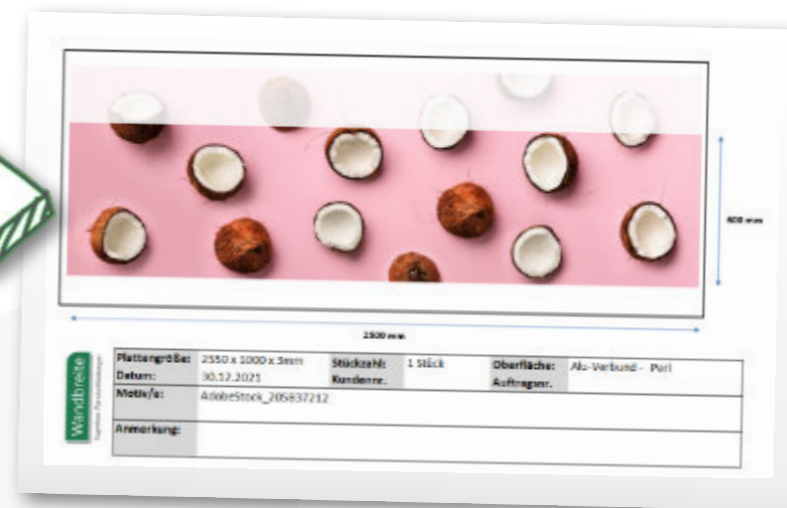 600 mm
2500 mm
Wandbreite
Plattengröße: 2550 x 1000 x 3mm Stückzahl: 1 Stück Oberfläche: Alu-Verbund - Perl
Datum: 30.12.2021 Kundennr. Auftragsnr.
Motiv/e: AdobeStock_205837212
Anmerkung: